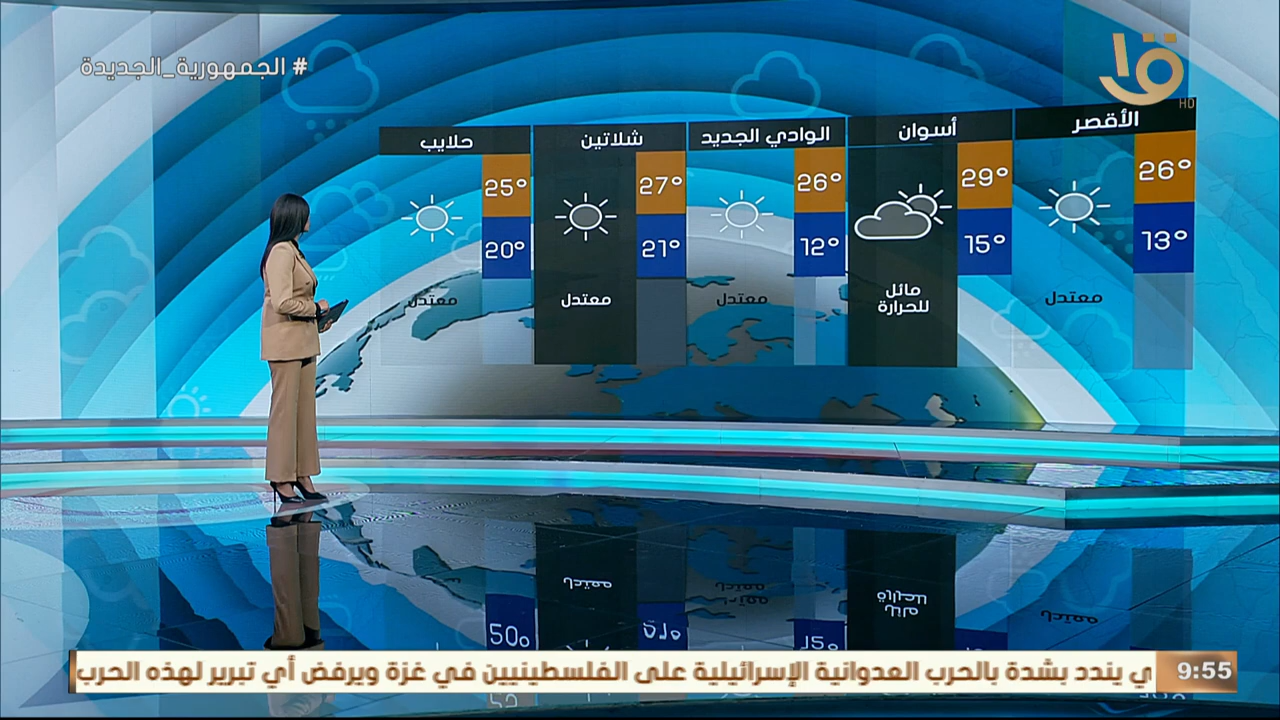 # الجمهورية_الجديدة
HD
الأقصر
26°
13°
معتدل
أسوان
29°
15°
مائل
للحرارة
الوادي الجديد
26°
12°
معتدل
شلاتين
27°
21°
معتدل
حلايب
25°
20°
معتدل
9:55
ي يندد بشدة بالحرب العدوانية الإسرائيلية على الفلسطينيين في غزة ويرفض أي تبرير لهذه الحرب